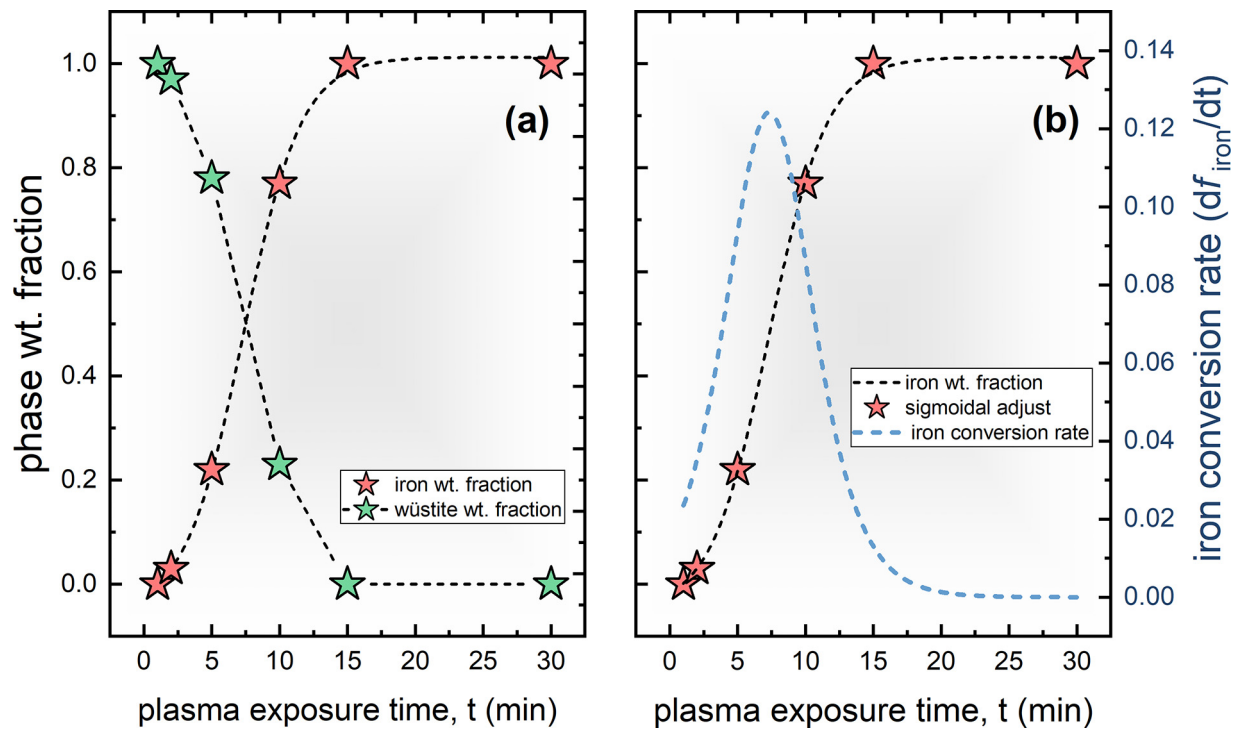 phase wt. fraction
1.0
0.8
0.6
0.4
0.2
0.0
(a)
iron wt. fraction
wüstite wt. fraction
0 5 10 15 20 25 30
plasma exposure time, t (min)
(b)
iron wt. fraction
sigmoidal adjust
iron conversion rate
0 5 10 15 20 25 30
plasma exposure time, t (min)
0.14
0.12
0.10
0.08
0.06
0.04
0.02
0.00
iron conversion rate (df iron/dt)